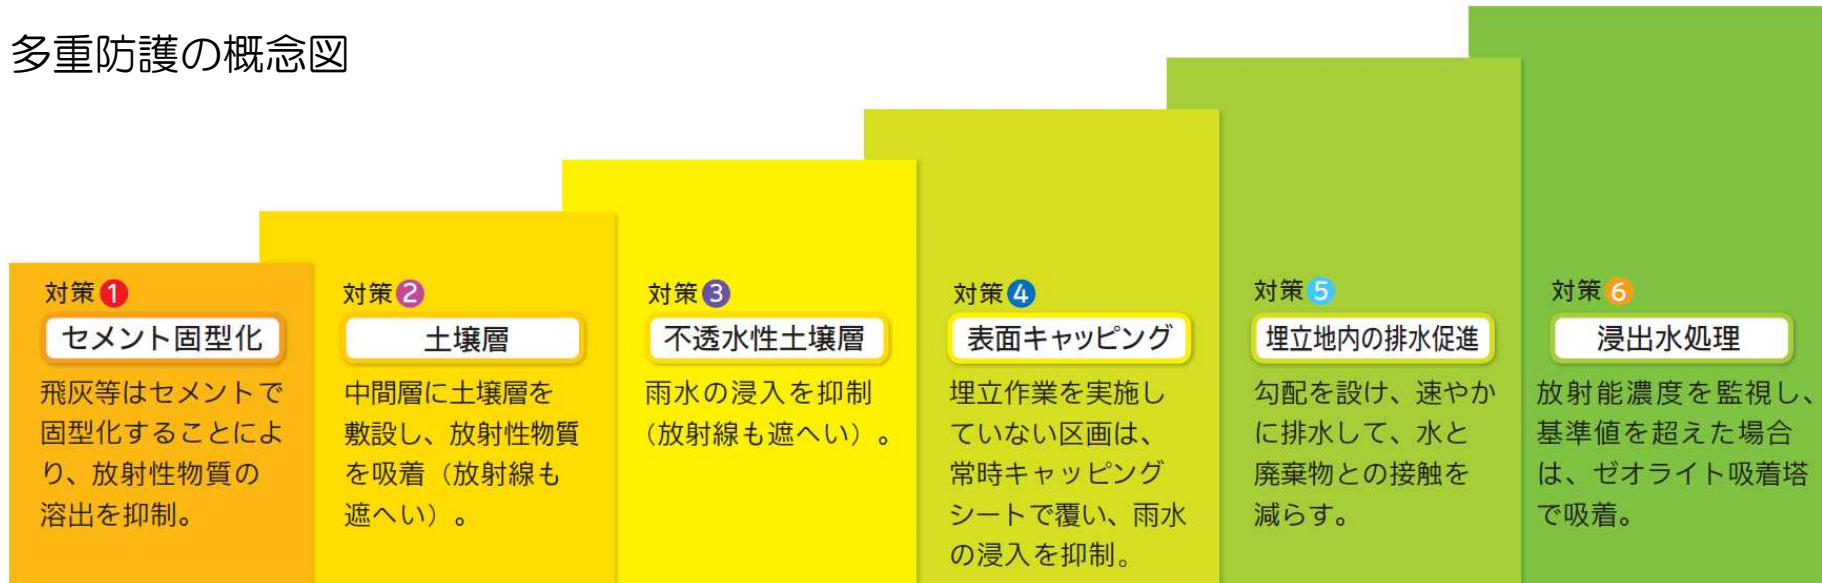 多重防護の概念図
対策1
セメント固型化
飛灰等はセメントで
固型化することによ
り、放射性物質の
溶出を抑制。
対策2
土壌層
中間層に土壌層を
敷設し、放射性物質
を吸着（放射線も
遮へい）。
対策3
不透水性土壌層
雨水の浸入を抑制
（放射線も遮へい）。
対策4
表面キャッピング
埋立作業を実施し
ていない区画は、
常時キャッピング
シートで覆い、雨水
の浸入を抑制。
対策5
埋立地内の排水促進
勾配を設け、速やか
に排水して、水と
廃棄物との接触を
減らす。
対策6
浸出水処理
放射能濃度を監視し、
基準値を超えた場合
は、ゼオライト吸着塔
で吸着。